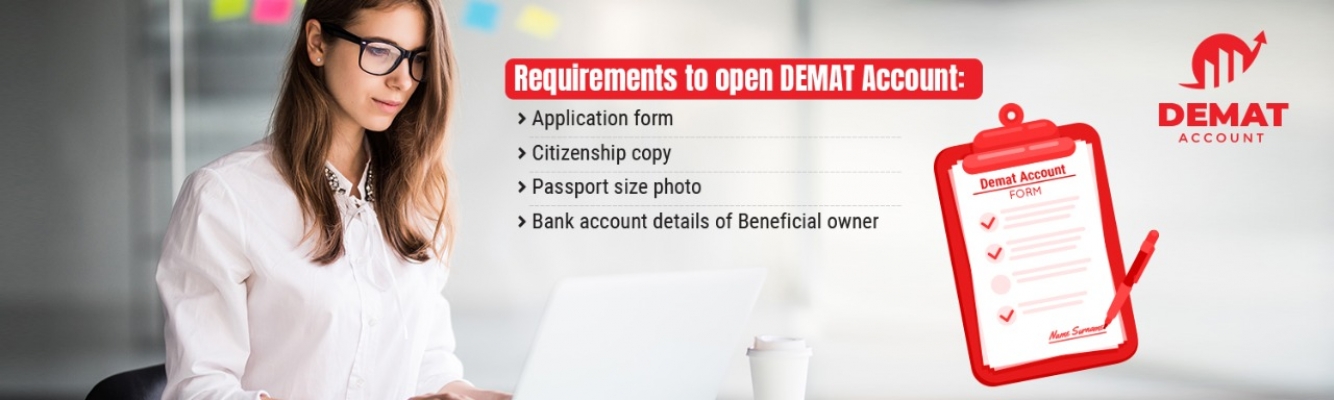 Requirements to open DEMAT Account:
Application form
Citizenship copy
Passport size photo
Bank account details of Beneficial owner
DEMAT
ACCOUNT
Demat Account
FORM
Name Surname